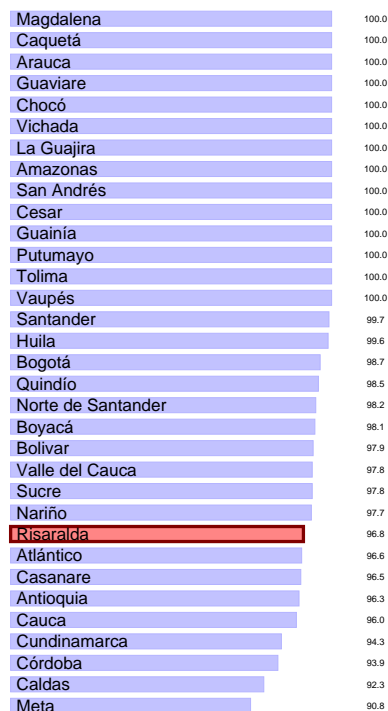 Magdalena 100.0
Caquetá 100.0
Arauca 100.0
Guaviare 100.0
Chocó 100.0
Vichada 100.0
La Guajira 100.0
Amazonas 100.0
San Andrés 100.0
Cesar 100.0
Guainía 100.0
Putumayo 100.0
Tolima 100.0
Vaupés 100.0
Santander 99.7
Huila 99.6
Bogotá 98.7
Quindío 98.5
Norte de Santander 98.2
Boyacá 98.1
Bolivar 97.9
Valle del Cauca 97.8
Sucre 97.8
Nariño 97.7
Risaralda 96.8
Atlántico 96.6
Casanare 96.5
Antioquia 96.3
Cauca 96.0
Cundinamarca 94.3
Córdoba 93.9
Caldas 92.3
Meta 90.8